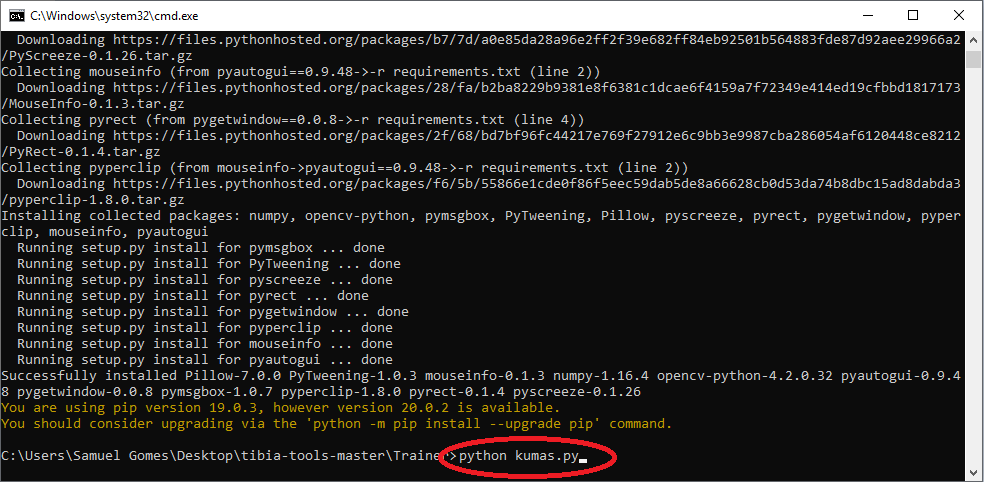 C:\Windows\system32\cmd.exe
Downloading https://files.pythonhosted.org/packages/b7/7d/a0e85da28a96e2ff2f39e682ff84eb92501b564883fde87d92aee29966a2
/PyScreeze-0.1.26.tar.gz
Collecting mouseinfo (from pyautogui==0.9.48->-r requirements.txt (line 2))
Downloading https://files.pythonhosted.org/packages/28/fa/b2ba8229b9381e8f6381c1dcae6f4159a7f72349e414ed19cfbbd1817173
/MouseInfo-0.1.3.tar.gz
Collecting pyrect (from pygetwindow==0.0.8->-r requirements.txt (line 4))
Downloading https://files.pythonhosted.org/packages/2f/68/bd7bf96fc44217e769f27912e6c9bb3e9987cba286054af6120448ce8212
/PyRect-0.1.4.tar.gz
Collecting pyperclip (from mouseinfo->pyautogui==0.9.48->-r requirements.txt (line 2))
Downloading https://files.pythonhosted.org/packages/f6/5b/55866e1cde0f86f5eec59dab5de8a66628cb0d53da74b8dbc15ad8dabda3
/pyperclip-1.8.0.tar.gz
Installing collected packages: numpy, opencv-python, pymsgbox, PyTweening, Pillow, pyscreeze, pyrect, pygetwindow, pyper
clip, mouseinfo, pyautogui
Running setup.py install for pymsgbox ... done
Running setup.py install for PyTweening ... done
Running setup.py install for pyscreeze ... done
Running setup.py install for pyrect ... done
Running setup.py install for pygetwindow ... done
Running setup.py install for pyperclip ... done
Running setup.py install for mouseinfo ... done
Running setup.py install for pyautogui ... done
Successfully installed Pillow-7.0.0 PyTweening-1.0.3 mouseinfo-0.1.3 numpy-1.16.4 opencv-python-4.2.0.32 pyautogui-0.9.4
8 pygetwindow-0.0.8 pymsgbox-1.0.7 pyperclip-1.8.0 pyrect-0.1.4 pyscreeze-0.1.26
You are using pip version 19.0.3, however version 20.0.2 is available.
You should consider upgrading via the 'python -m pip install --upgrade pip' command.
C:\Users\Samuel Gomes\Desktop\tibia-tools-master\Trainer>python kumas.py